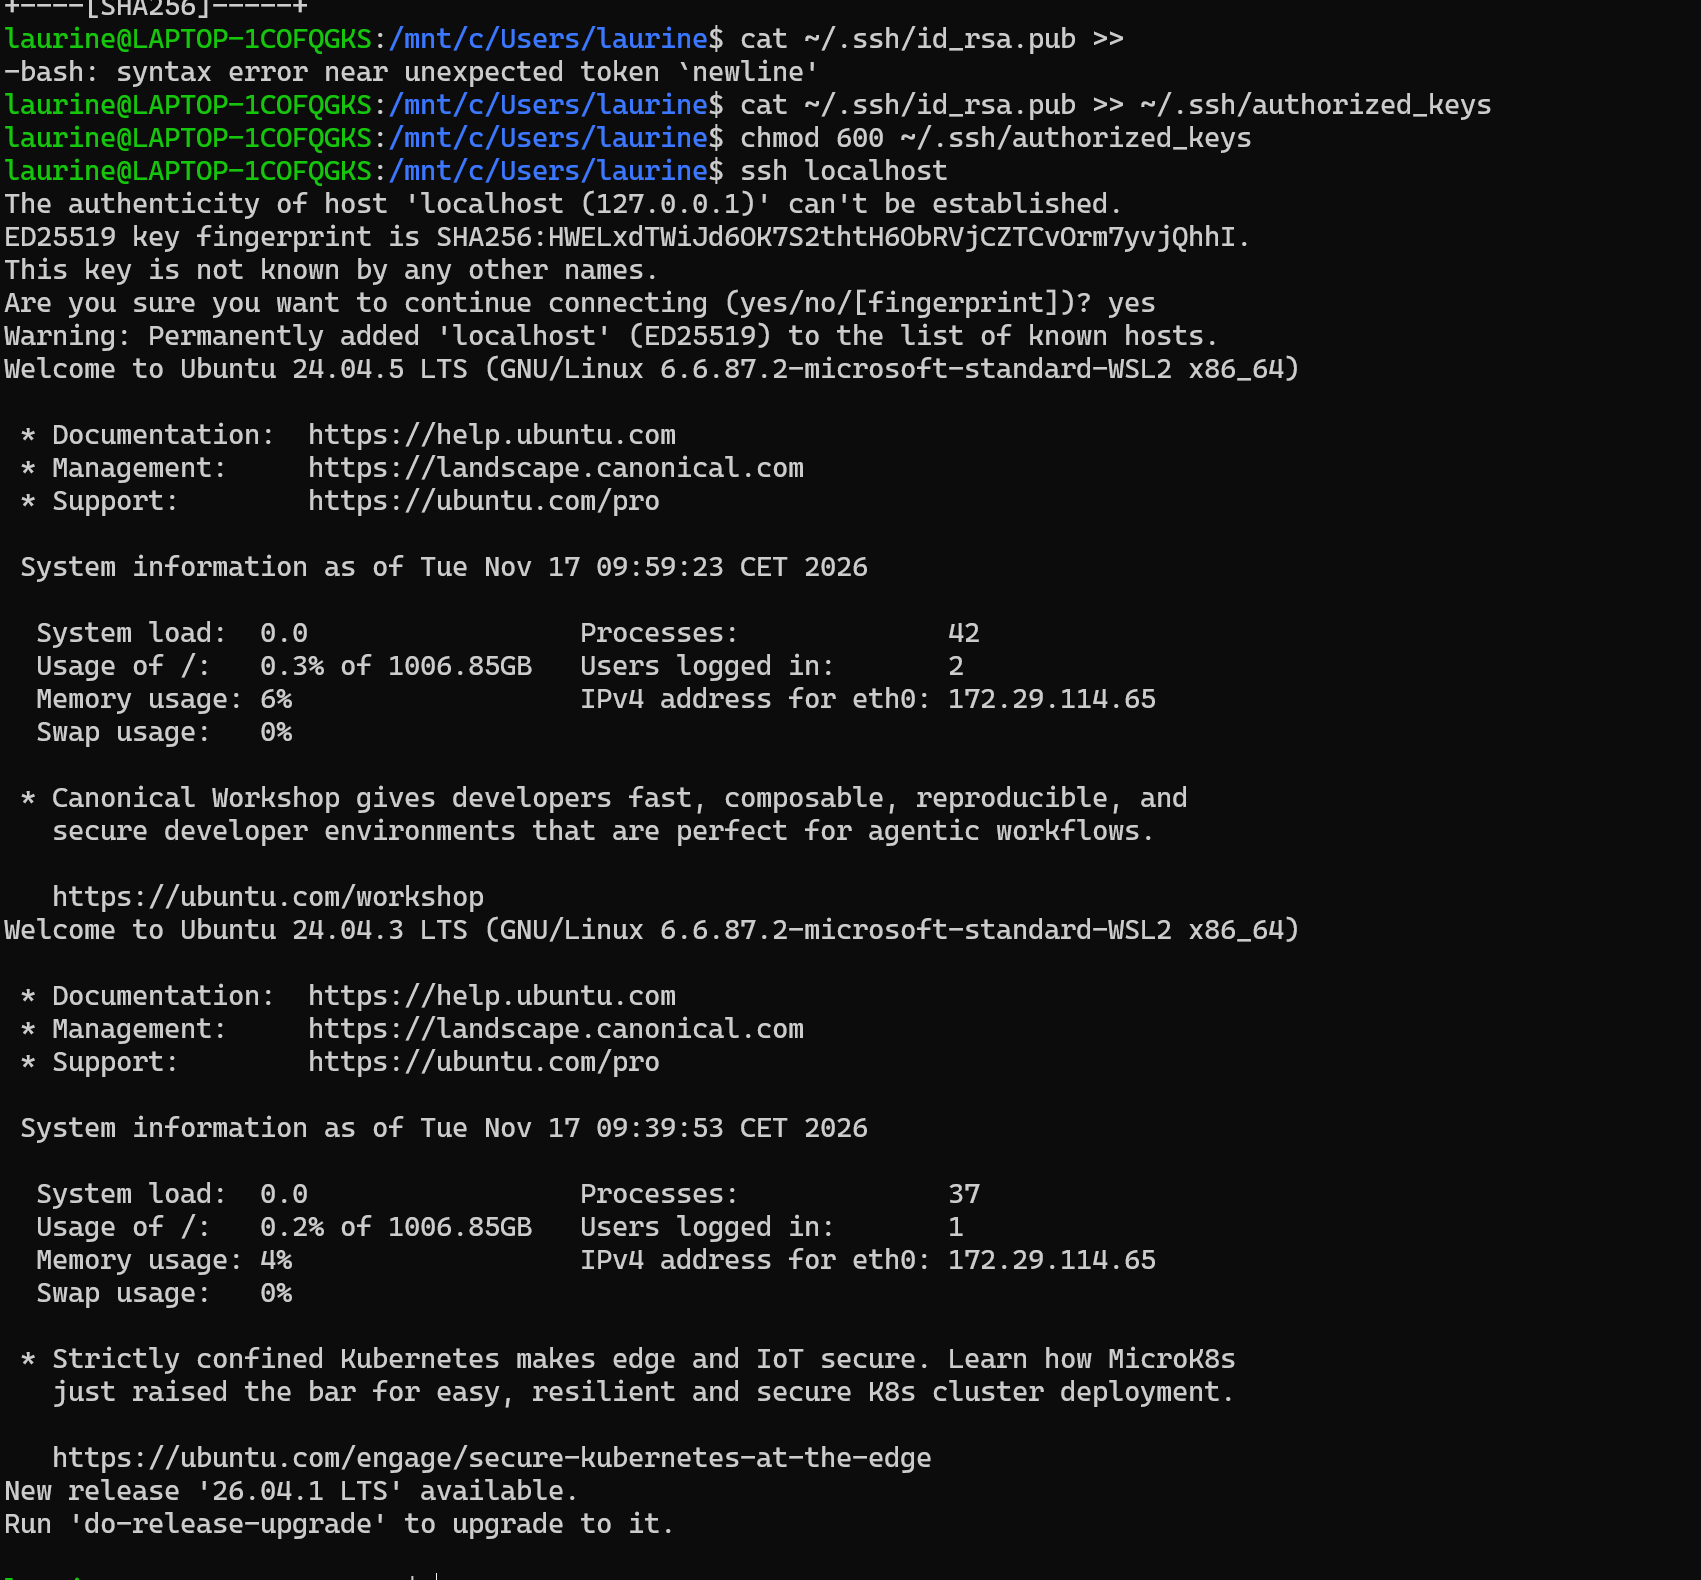 +----[SHA256]-----+
laurine@LAPTOP-1COFQGKS:/mnt/c/Users/laurine$ cat ~/.ssh/id_rsa.pub >>
-bash: syntax error near unexpected token `newline'
laurine@LAPTOP-1COFQGKS:/mnt/c/Users/laurine$ cat ~/.ssh/id_rsa.pub >> ~/.ssh/authorized_keys
laurine@LAPTOP-1COFQGKS:/mnt/c/Users/laurine$ chmod 600 ~/.ssh/authorized_keys
laurine@LAPTOP-1COFQGKS:/mnt/c/Users/laurine$ ssh localhost
The authenticity of host 'localhost (127.0.0.1)' can't be established.
ED25519 key fingerprint is SHA256:HWELxdTWiJd6OK7S2thtH6ObRVjCZTCvOrm7yvjQhhI.
This key is not known by any other names.
Are you sure you want to continue connecting (yes/no/[fingerprint])? yes
Warning: Permanently added 'localhost' (ED25519) to the list of known hosts.
Welcome to Ubuntu 24.04.5 LTS (GNU/Linux 6.6.87.2-microsoft-standard-WSL2 x86_64)
* Documentation:  https://help.ubuntu.com
* Management:     https://landscape.canonical.com
* Support:        https://ubuntu.com/pro
System information as of Tue Nov 17 09:59:23 CET 2026
System load:  0.0                 Processes:             42
Usage of /:   0.3% of 1006.85GB   Users logged in:       2
Memory usage: 6%                  IPv4 address for eth0: 172.29.114.65
Swap usage:   0%
* Canonical Workshop gives developers fast, composable, reproducible, and
secure developer environments that are perfect for agentic workflows.
https://ubuntu.com/workshop
Welcome to Ubuntu 24.04.3 LTS (GNU/Linux 6.6.87.2-microsoft-standard-WSL2 x86_64)
* Documentation:  https://help.ubuntu.com
* Management:     https://landscape.canonical.com
* Support:        https://ubuntu.com/pro
System information as of Tue Nov 17 09:39:53 CET 2026
System load:  0.0                 Processes:             37
Usage of /:   0.2% of 1006.85GB   Users logged in:       1
Memory usage: 4%                  IPv4 address for eth0: 172.29.114.65
Swap usage:   0%
* Strictly confined Kubernetes makes edge and IoT secure. Learn how MicroK8s
just raised the bar for easy, resilient and secure K8s cluster deployment.
https://ubuntu.com/engage/secure-kubernetes-at-the-edge
New release '26.04.1 LTS' available.
Run 'do-release-upgrade' to upgrade to it.